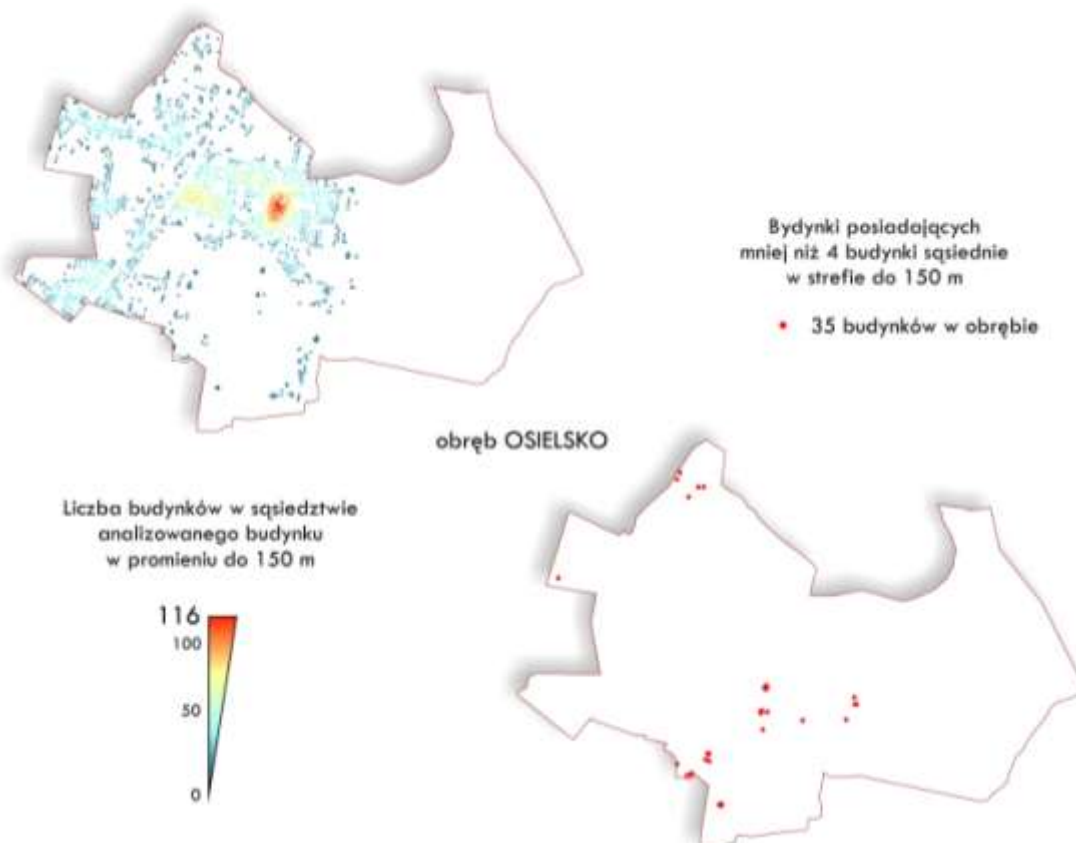 Bydynki posiadających
mniej niż 4 budynki sąsiednie
w strefie do 150 m
35 budynków w obrębie
obręb OSIELSKO
Liczba budynków w sąsiedztwie
analizowanego budynku
w promieniu do 150 m
116
100
50
0